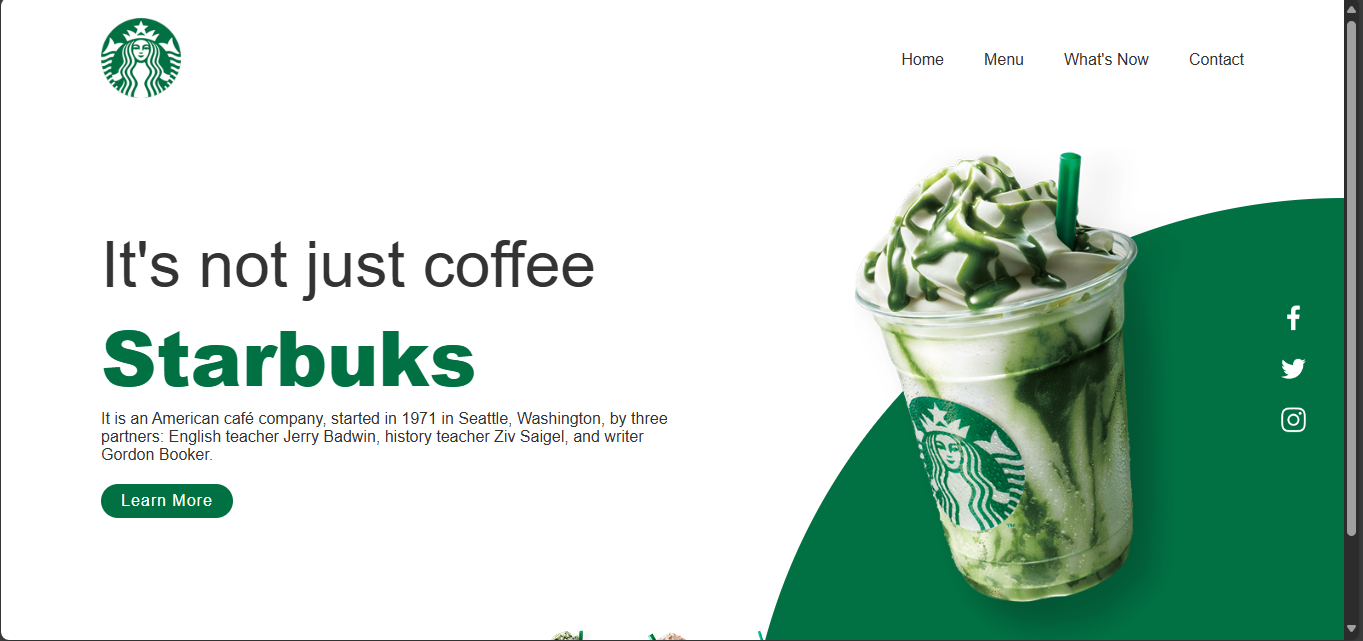 Home Menu What's Now Contact
It's not just coffee
Starbuks
It is an American café company, started in 1971 in Seattle, Washington, by three
partners: English teacher Jerry Badwin, history teacher Ziv Saigel, and writer
Gordon Booker.
Learn More